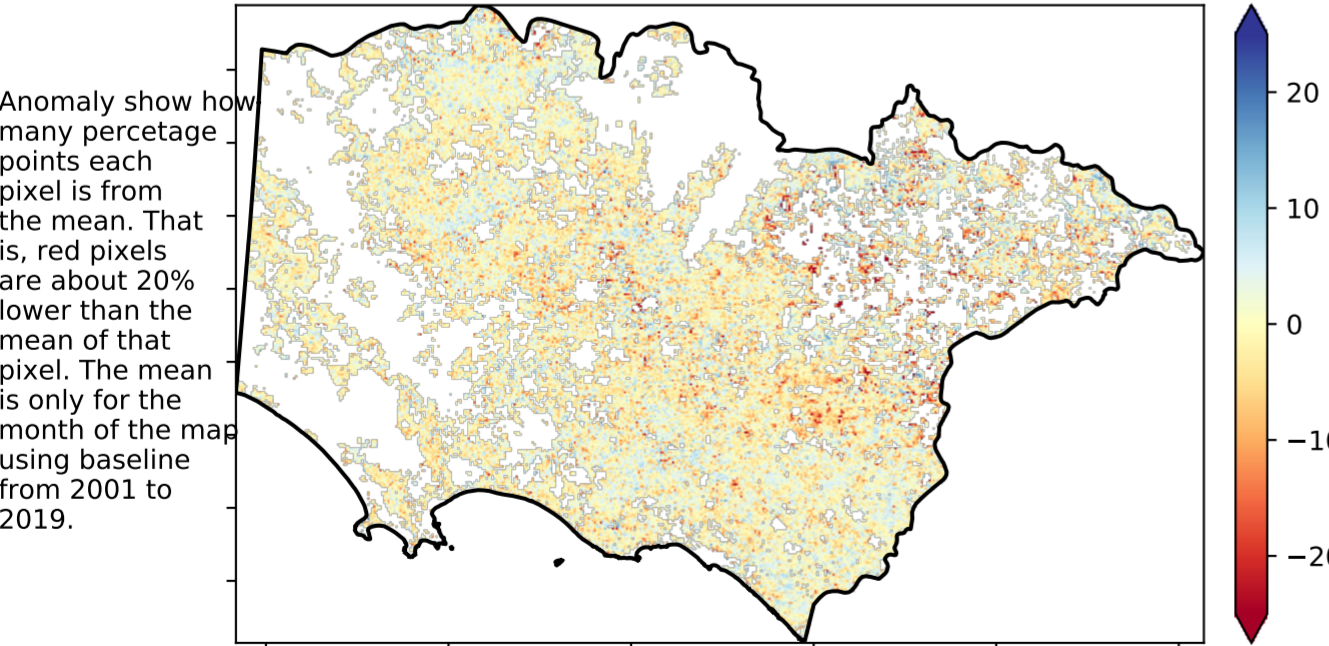 Anomaly show how
many percetage
points each
pixel is from
the mean. That
is, red pixels
are about 20%
lower than the
mean of that
pixel. The mean
is only for the
month of the map
using baseline
from 2001 to
2019.
20
10
0
−10
−20